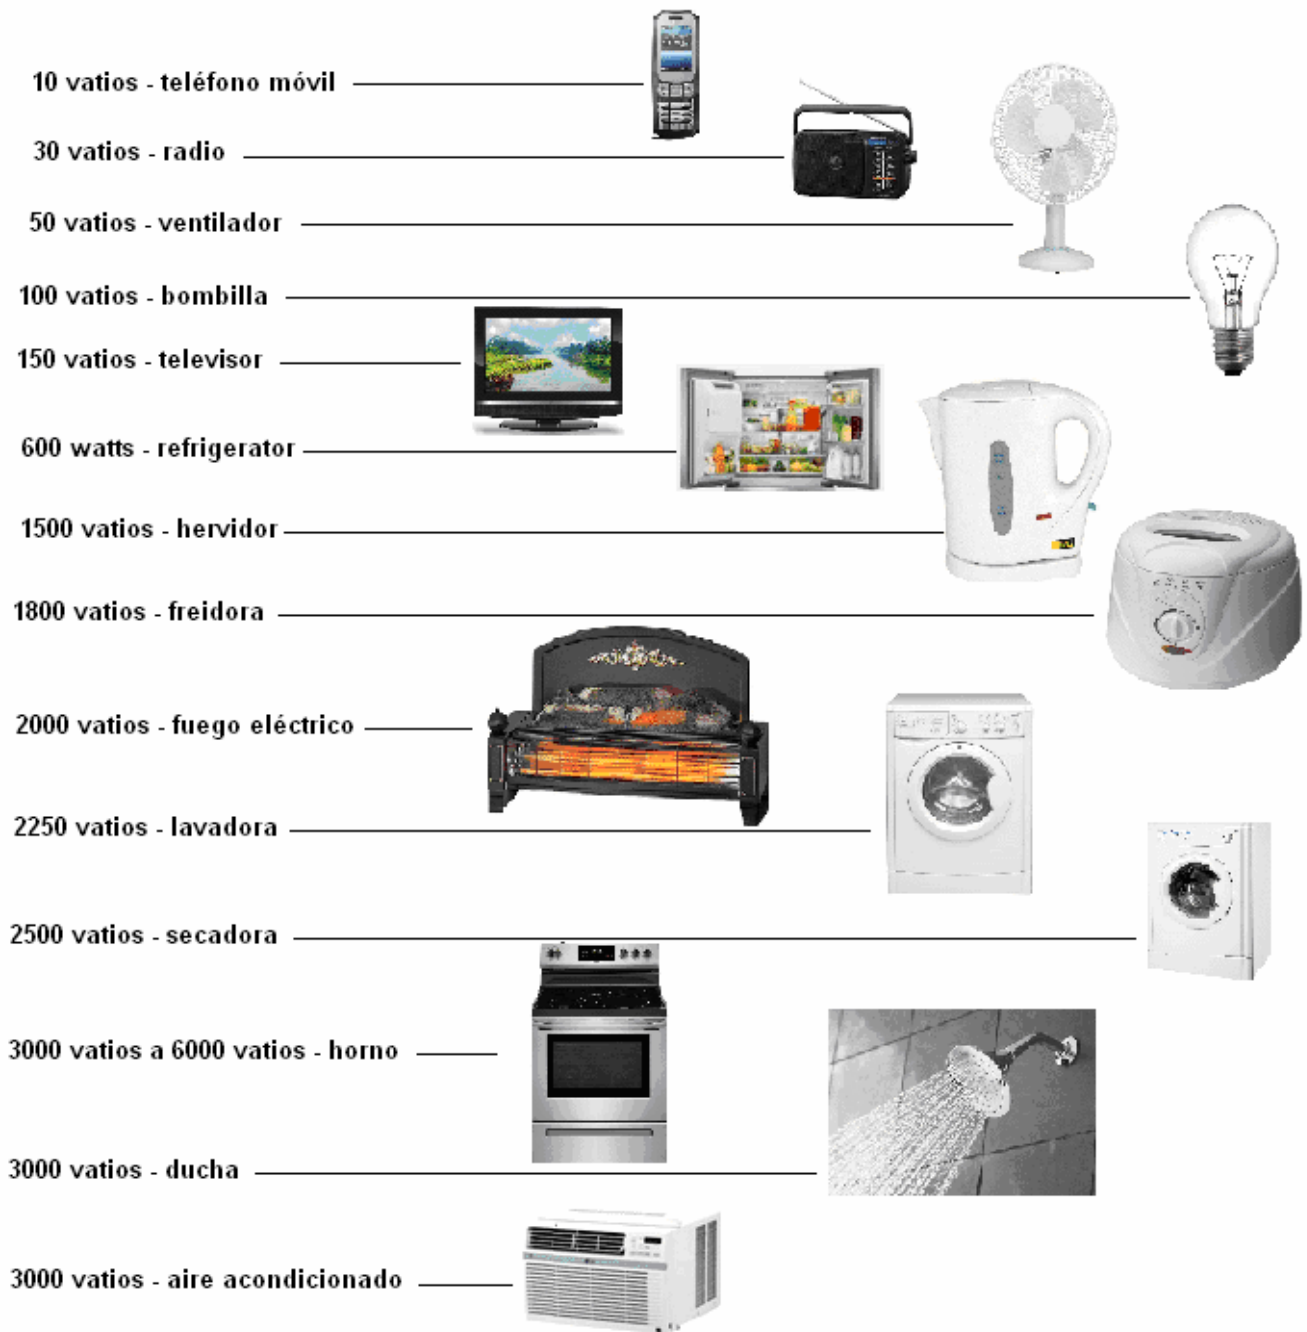 10 vatios - teléfono móvil
30 vatios - radio
50 vatios - ventilador
100 vatios - bombilla
150 vatios - televisor
600 watts - refrigerator
1500 vatios - hervidor
1800 vatios - freidora
2000 vatios - fuego eléctrico
2250 vatios - lavadora
2500 vatios - secadora
3000 vatios a 6000 vatios - horno
3000 vatios - ducha
3000 vatios - aire acondicionado